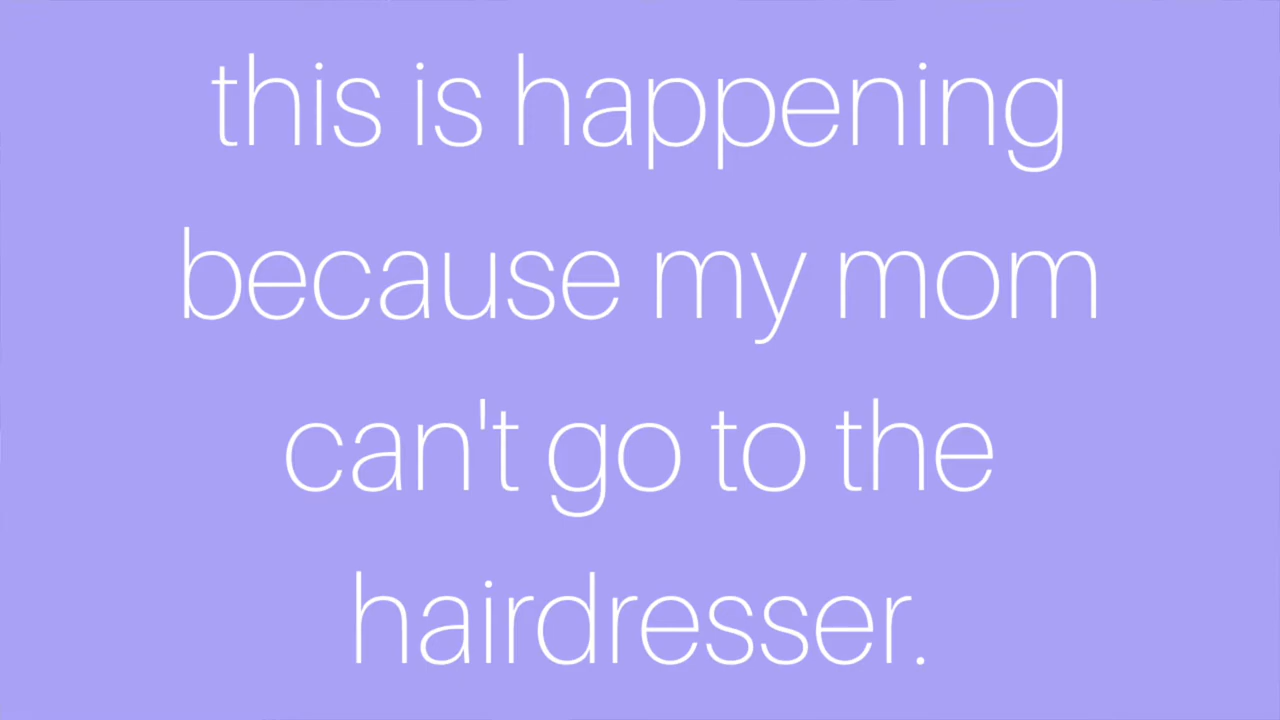 this is happening
because my mom
can't go to the
hairdresser.